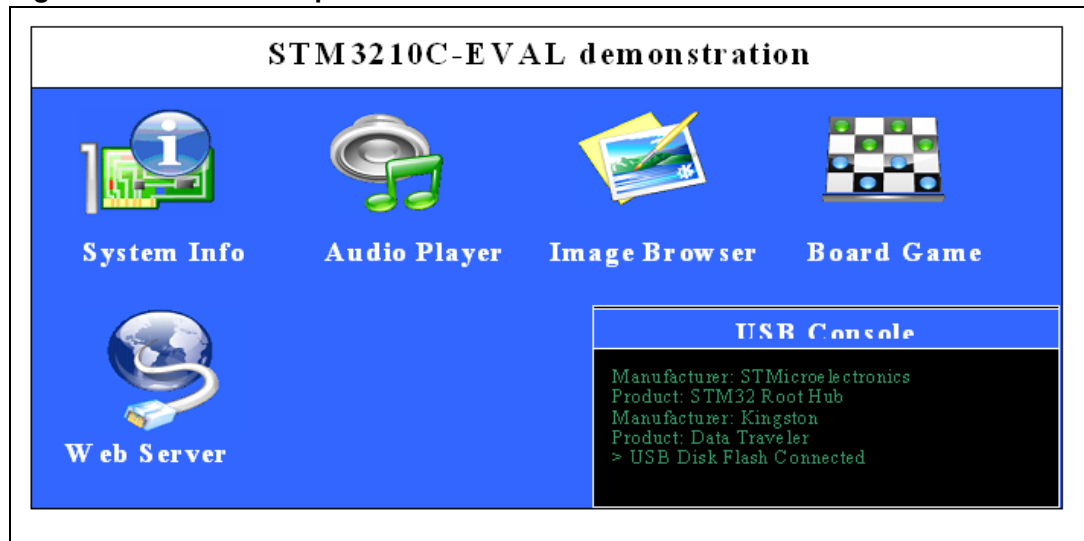 STM3210C-EVAL demonstration
System Info
Audio Player
Image Browser
Board Game
Web Server
USB Console
Manufacturer: STMicroelectronics
Product: STM32 Root Hub
Manufacturer: Kingston
Product: Data Traveler
> USB Disk Flash Connected